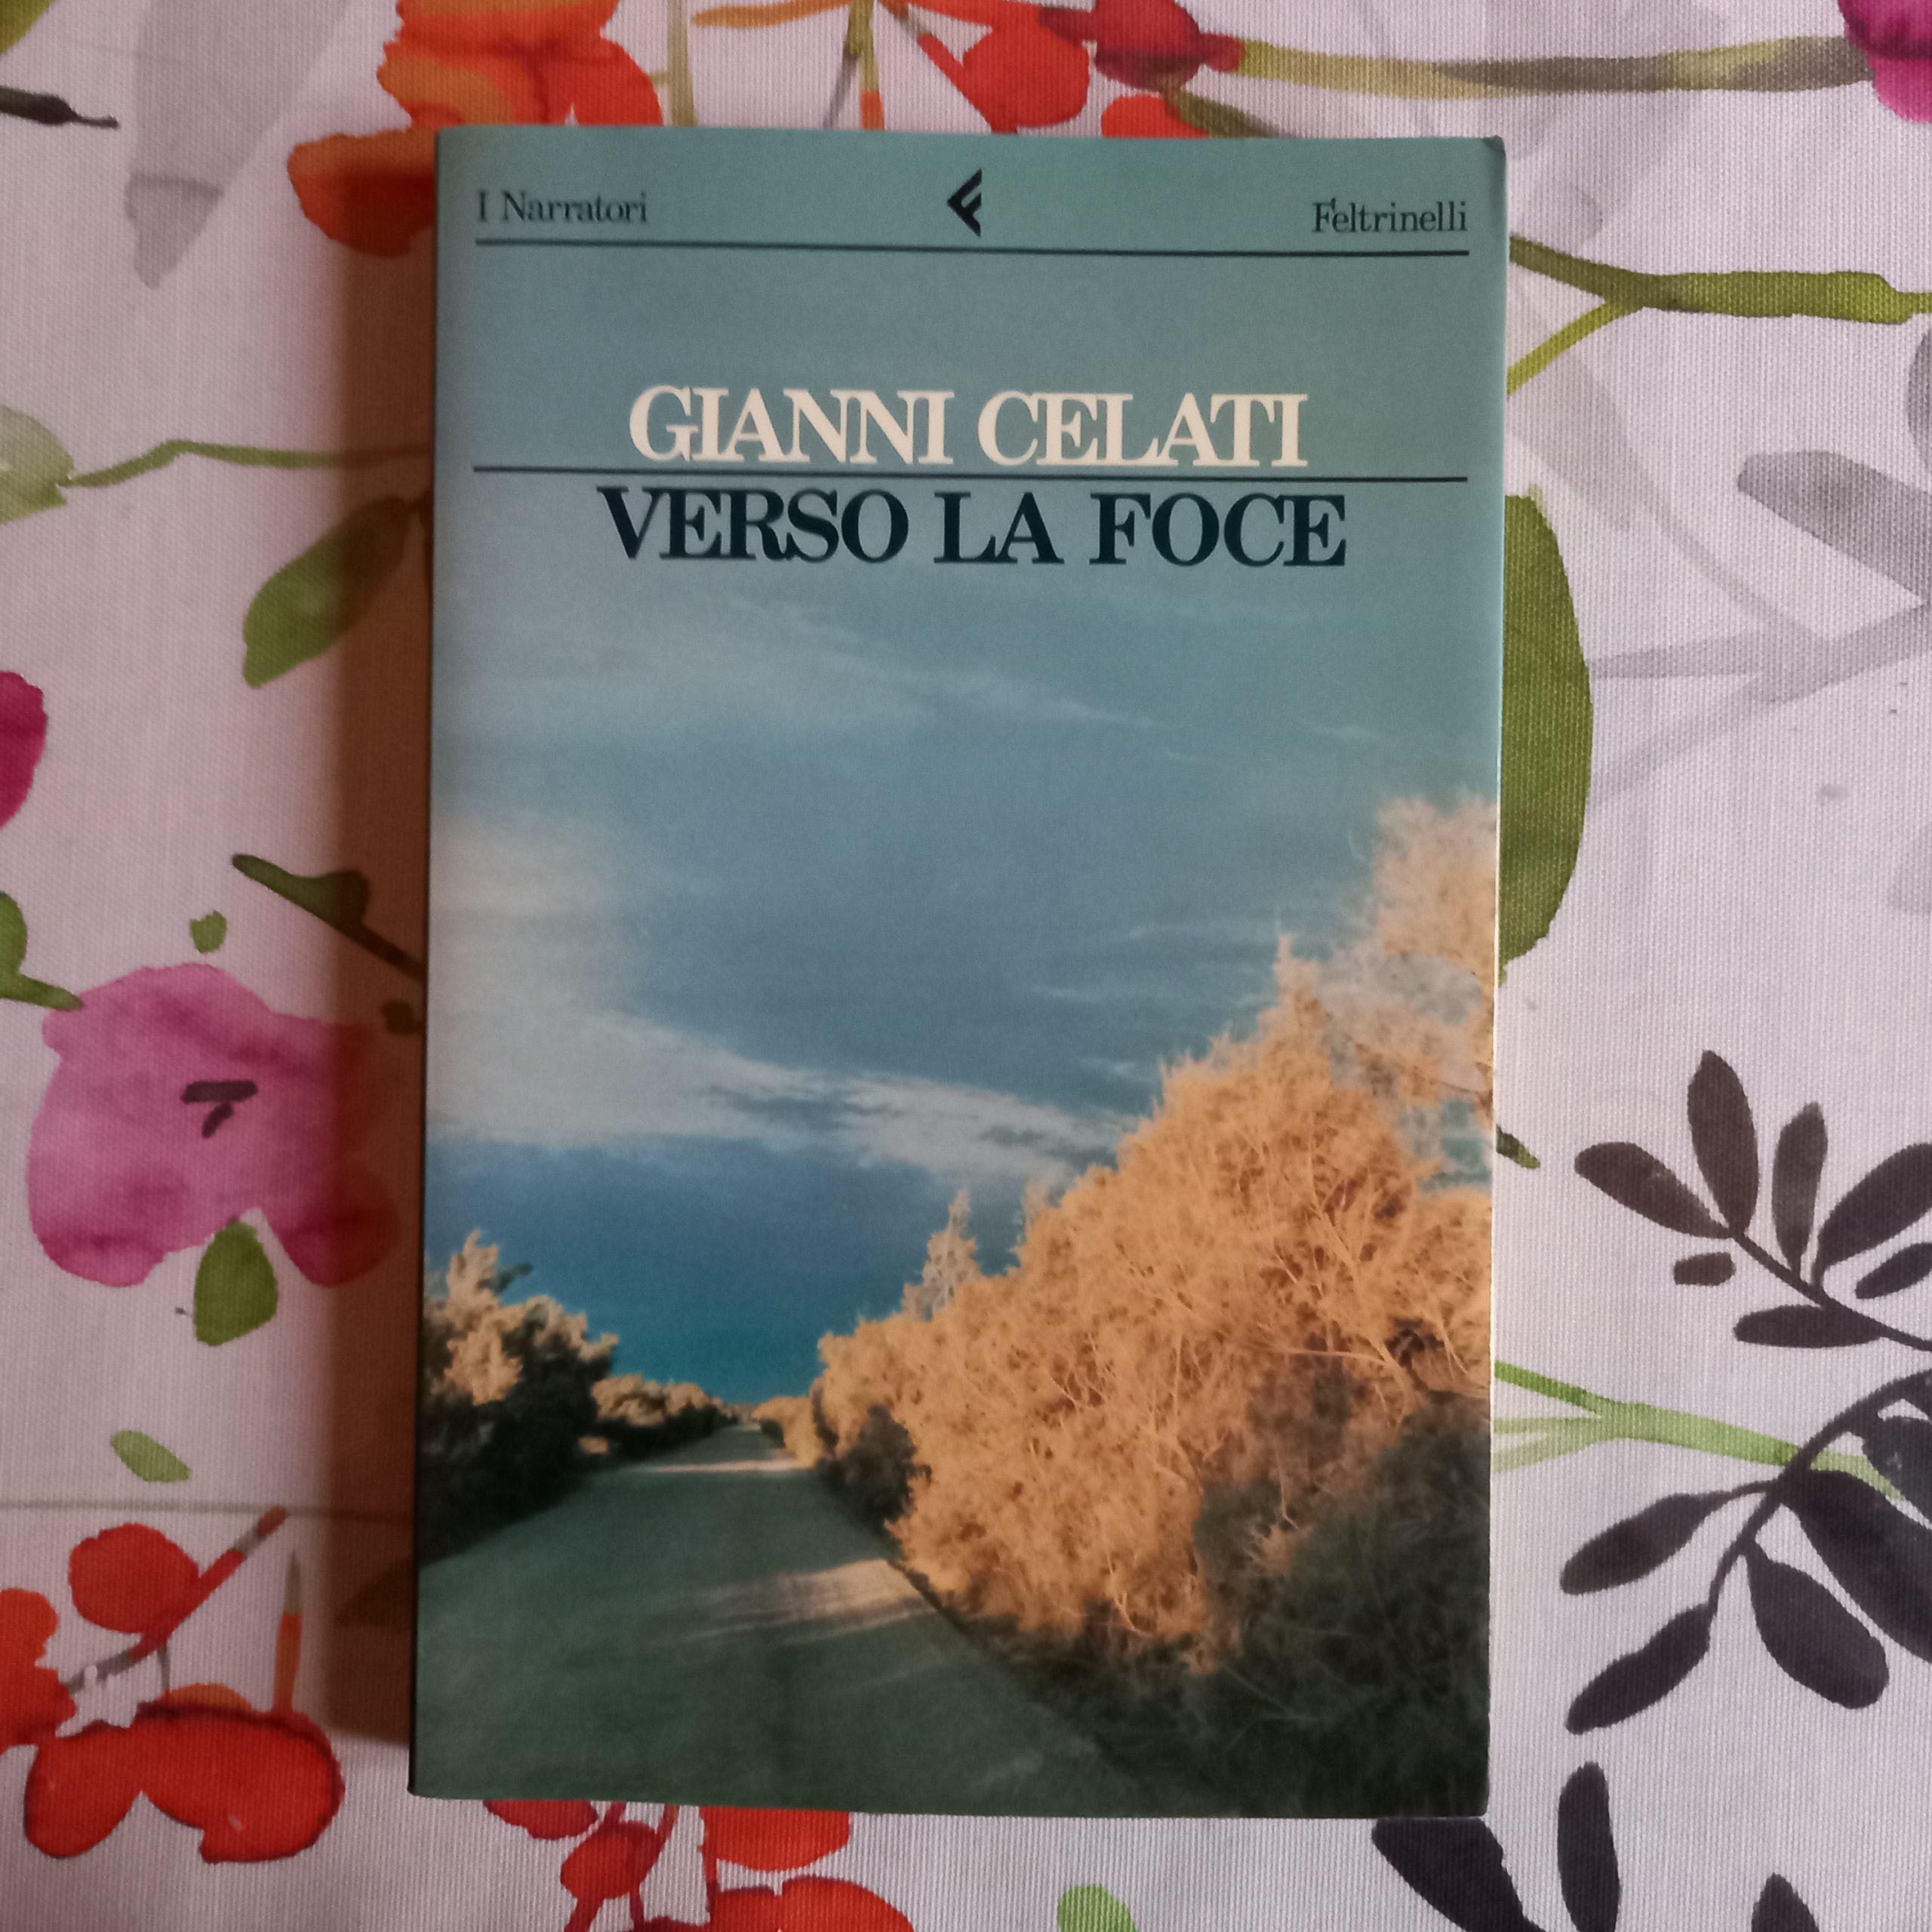 I Narratori Feltrinelli
GIANNI CELATI
VERSO LA FOCE